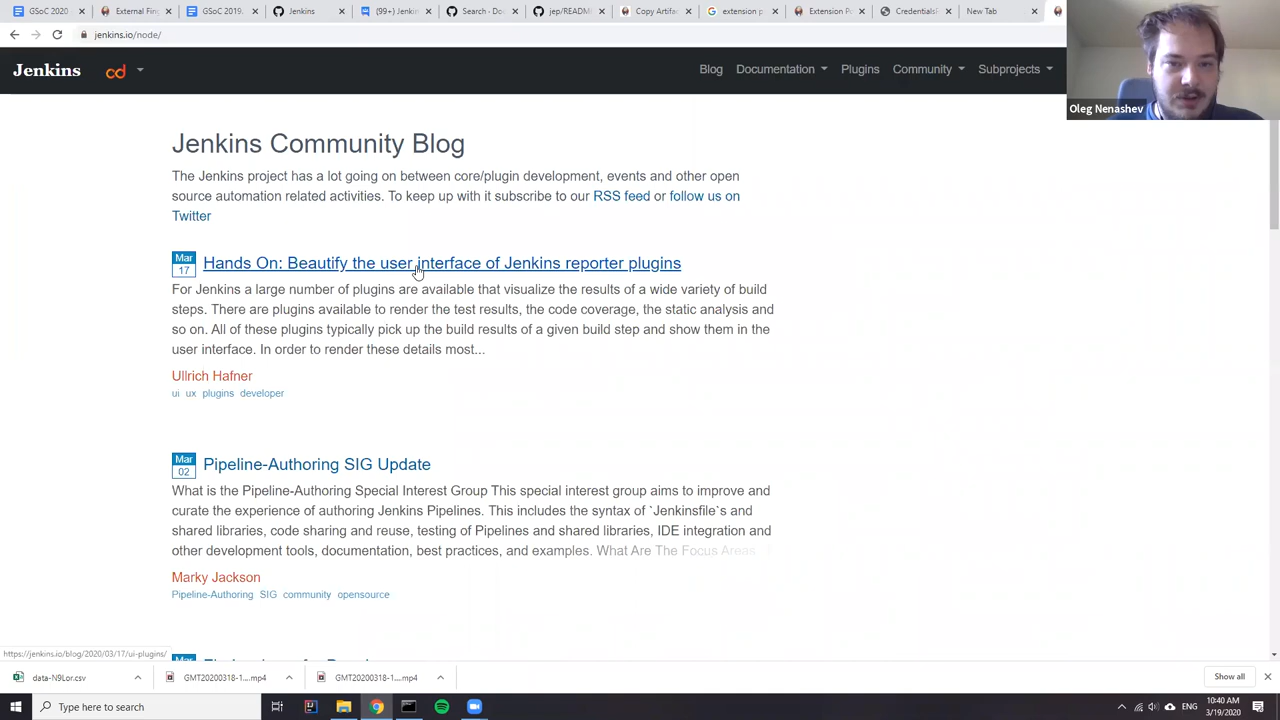 GSoC 2020
External Fing
GSoC 2019.
Jenkins
(99+) Jenkin
Search - Do
jep/READM
Copy Artifac
extension p
Extension Po
CredentialsP
New Tab
jenkins.io/node/
Jenkins
Blog
Documentation
Plugins
Community
Subprojects
Oleg Nenashev
Jenkins Community Blog
The Jenkins project has a lot going on between core/plugin development, events and other open
source automation related activities. To keep up with it subscribe to our RSS feed or follow us on
Twitter
Mar
17
Hands On: Beautify the user interface of Jenkins reporter plugins
For Jenkins a large number of plugins are available that visualize the results of a wide variety of build
steps. There are plugins available to render the test results, the code coverage, the static analysis and
so on. All of these plugins typically pick up the build results of a given build step and show them in the
user interface. In order to render these details most...
Ullrich Hafner
ui ux plugins developer
Mar
02
Pipeline-Authoring SIG Update
What is the Pipeline-Authoring Special Interest Group This special interest group aims to improve and
curate the experience of authoring Jenkins Pipelines. This includes the syntax of `Jenkinsfile`s and
shared libraries, code sharing and reuse, testing of Pipelines and shared libraries, IDE integration and
other development tools, documentation, best practices, and examples. What Are The Focus Areas
Marky Jackson
Pipeline-Authoring SIG community opensource
https://jenkins.io/blog/2020/03/17/ui-plugins/
Mar
data-N9Lor.csv
GMT20200318-1....mp4
GMT20200318-1....mp4
Show all
Type here to search
ENG
10:40 AM
3/19/2020